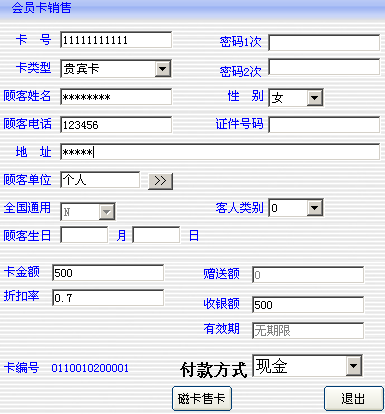 会员卡销售
卡 号 11111111111 密码1次
卡类型 贵宾卡 密码2次
顾客姓名 ******** 性 别 女
顾客电话 123456 证件号码
地 址 *****
顾客单位 个人 >>
全国通用 N 客人类别 0
顾客生日 月 日
卡金额 500 赠送额 0
折扣率 0.7 收银额 500
有效期 无期限
卡编号 0110010200001 付款方式 现金
磁卡售卡 退出